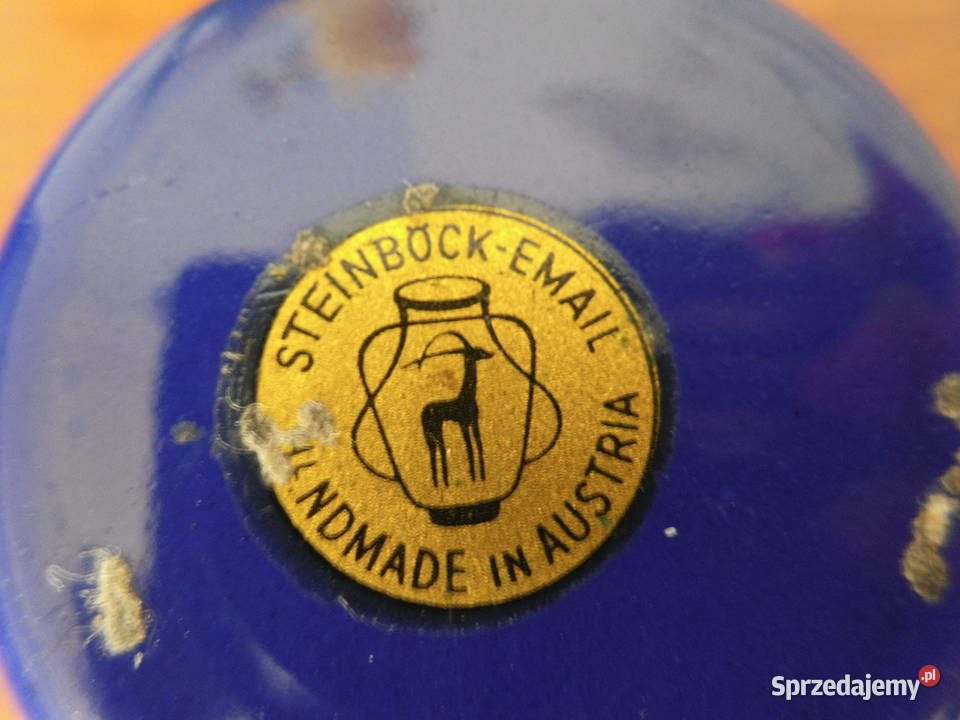 STEINBÖCK-EMAIL
HANDMADE IN AUSTRIA
Sprzedajemy.pl